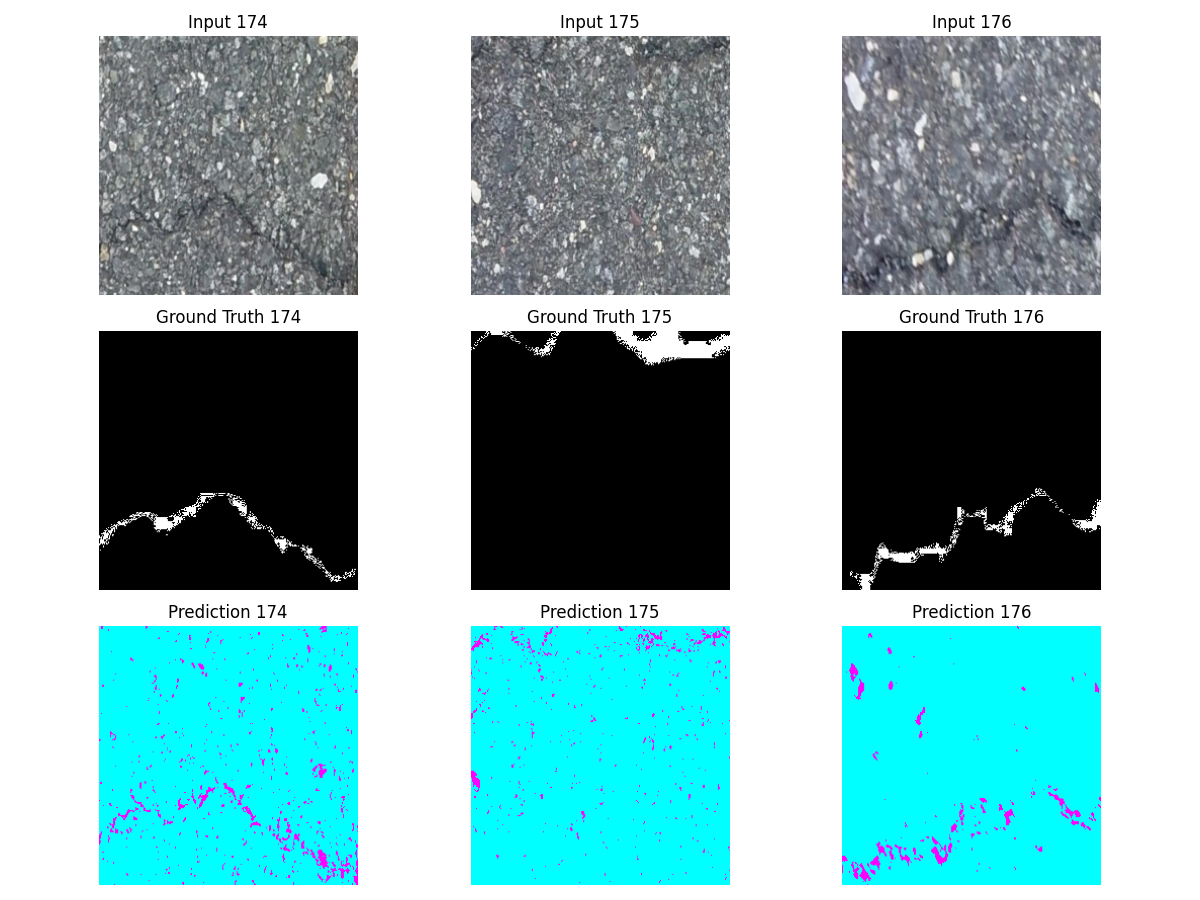 Input 174
Input 175
Input 176
Ground Truth 174
Ground Truth 175
Ground Truth 176
Prediction 174
Prediction 175
Prediction 176